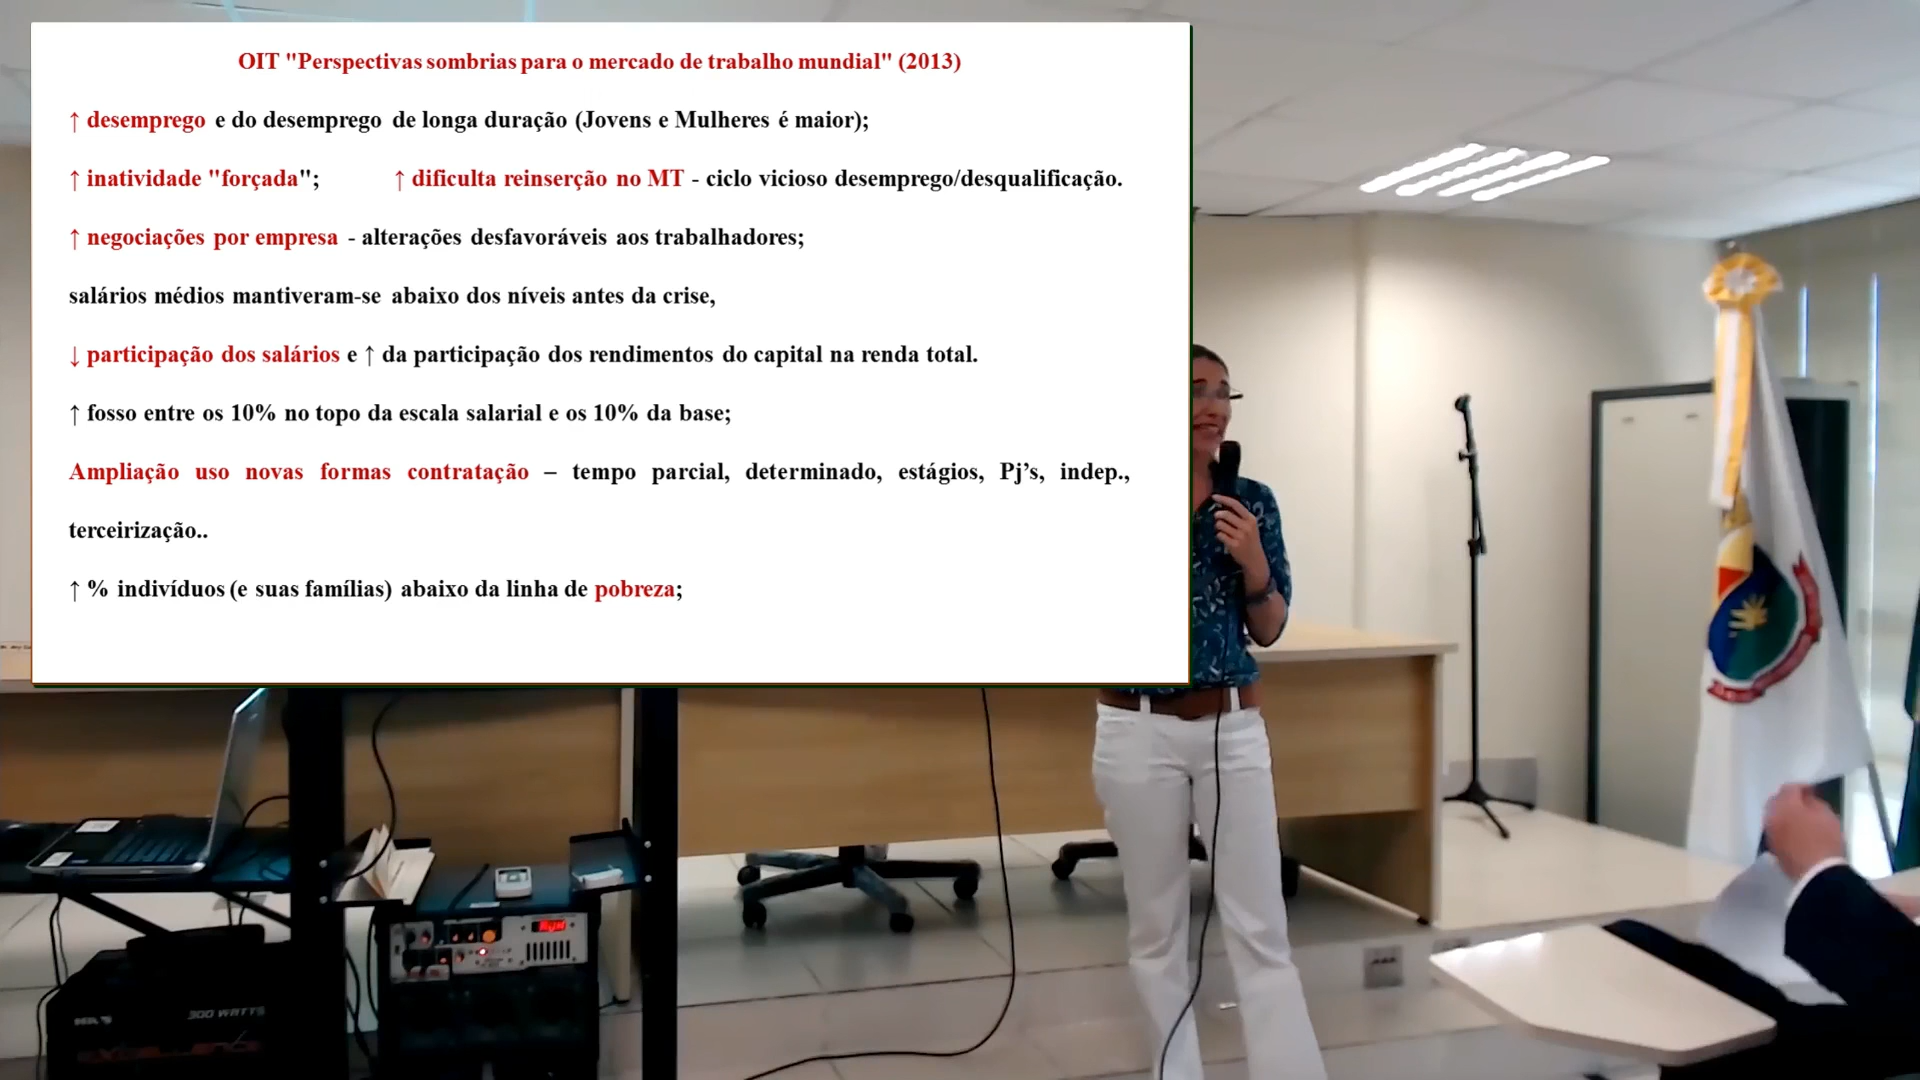 OIT "Perspectivas sombrias para o mercado de trabalho mundial" (2013)
↑ desemprego e do desemprego de longa duração (Jovens e Mulheres é maior);
↑ inatividade "forçada"; ↑ dificulta reinserção no MT - ciclo vicioso desemprego/desqualificação.
↑ negociações por empresa - alterações desfavoráveis aos trabalhadores;
salários médios mantiveram-se abaixo dos níveis antes da crise,
↓ participação dos salários e ↑ da participação dos rendimentos do capital na renda total.
↑ fosso entre os 10% no topo da escala salarial e os 10% da base;
Ampliação uso novas formas contratação – tempo parcial, determinado, estágios, Pj’s, indep.,
terceirização..
↑ % indivíduos (e suas famílias) abaixo da linha de pobreza;
300 WATTS